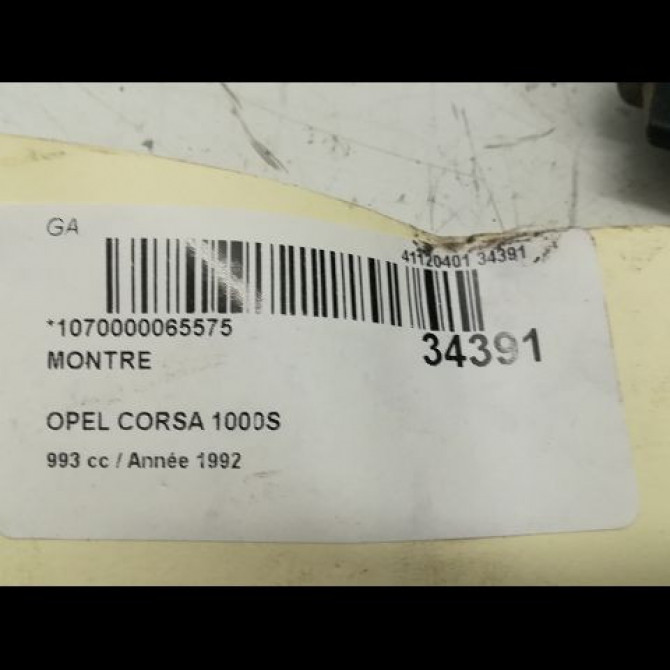 GA
41120401 34391
*1070000065575
34391
MONTRE
OPEL CORSA 1000S
993 cc / Année 1992